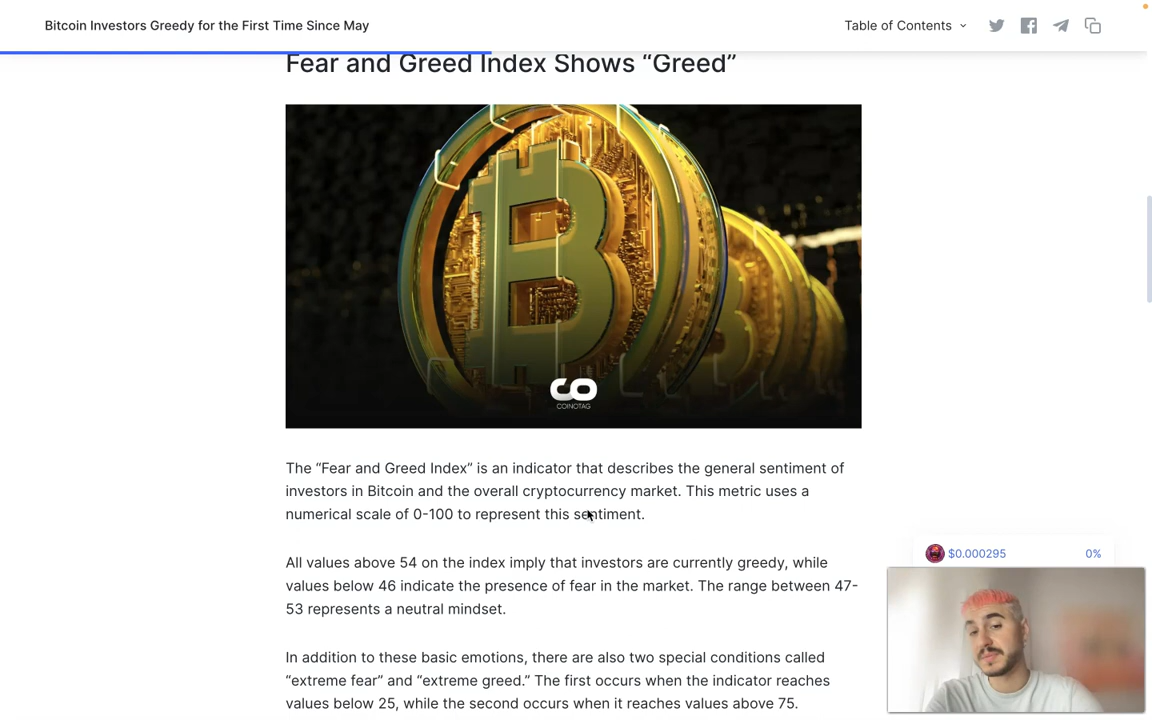 Bitcoin Investors Greedy for the First Time Since May
Table of Contents
Fear and Greed Index Shows “Greed”
COINOTAG
The “Fear and Greed Index” is an indicator that describes the general sentiment of
investors in Bitcoin and the overall cryptocurrency market. This metric uses a
numerical scale of 0-100 to represent this sentiment.
All values above 54 on the index imply that investors are currently greedy, while
values below 46 indicate the presence of fear in the market. The range between 47-
53 represents a neutral mindset.
$0.000295 0%
In addition to these basic emotions, there are also two special conditions called
“extreme fear” and “extreme greed.” The first occurs when the indicator reaches
values below 25, while the second occurs when it reaches values above 75.